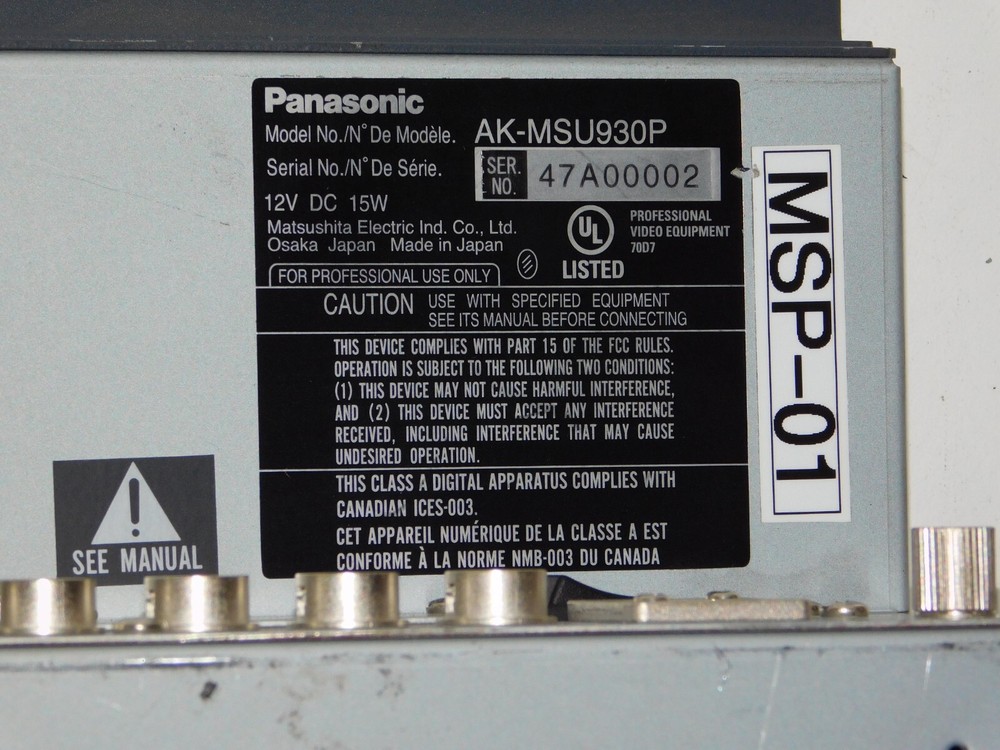 Panasonic
Model No./N° De Modèle. AK-MSU930P
Serial No./N° De Série. SER. NO. 47A00002
12V DC 15W
Matsushita Electric Ind. Co., Ltd.
Osaka Japan Made in Japan
FOR PROFESSIONAL USE ONLY
UL
LISTED
PROFESSIONAL
VIDEO EQUIPMENT
70D7
CAUTION USE WITH SPECIFIED EQUIPMENT
SEE ITS MANUAL BEFORE CONNECTING
THIS DEVICE COMPLIES WITH PART 15 OF THE FCC RULES.
OPERATION IS SUBJECT TO THE FOLLOWING TWO CONDITIONS:
(1) THIS DEVICE MAY NOT CAUSE HARMFUL INTERFERENCE,
AND (2) THIS DEVICE MUST ACCEPT ANY INTERFERENCE
RECEIVED, INCLUDING INTERFERENCE THAT MAY CAUSE
UNDESIRED OPERATION.
THIS CLASS A DIGITAL APPARATUS COMPLIES WITH
CANADIAN ICES-003.
CET APPAREIL NUMÉRIQUE DE LA CLASSE A EST
CONFORME À LA NORME NMB-003 DU CANADA
MSP-01
!
SEE MANUAL